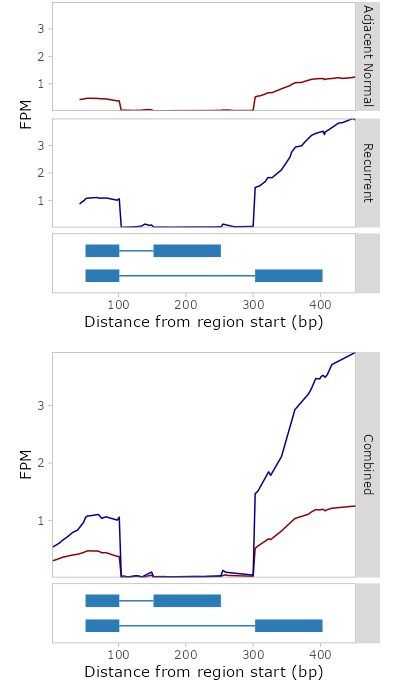 3
2
1
Adjacent Normal
FPM
3
2
1
Recurrent
100 200 300 400
Distance from region start (bp)
3
2
1
FPM
Combined
100 200 300 400
Distance from region start (bp)